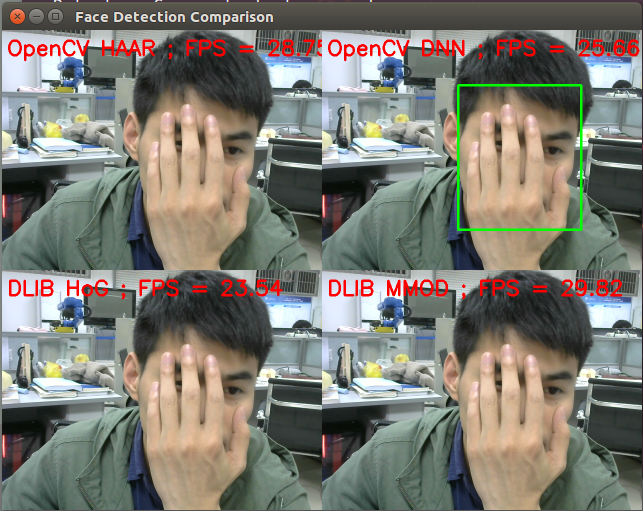 Face Detection Comparison
OpenCV HAAR ; FPS = 28.75
OpenCV DNN ; FPS = 25.66
DLIB HoG ; FPS = 23.54
DLIB MMOD ; FPS = 29.82